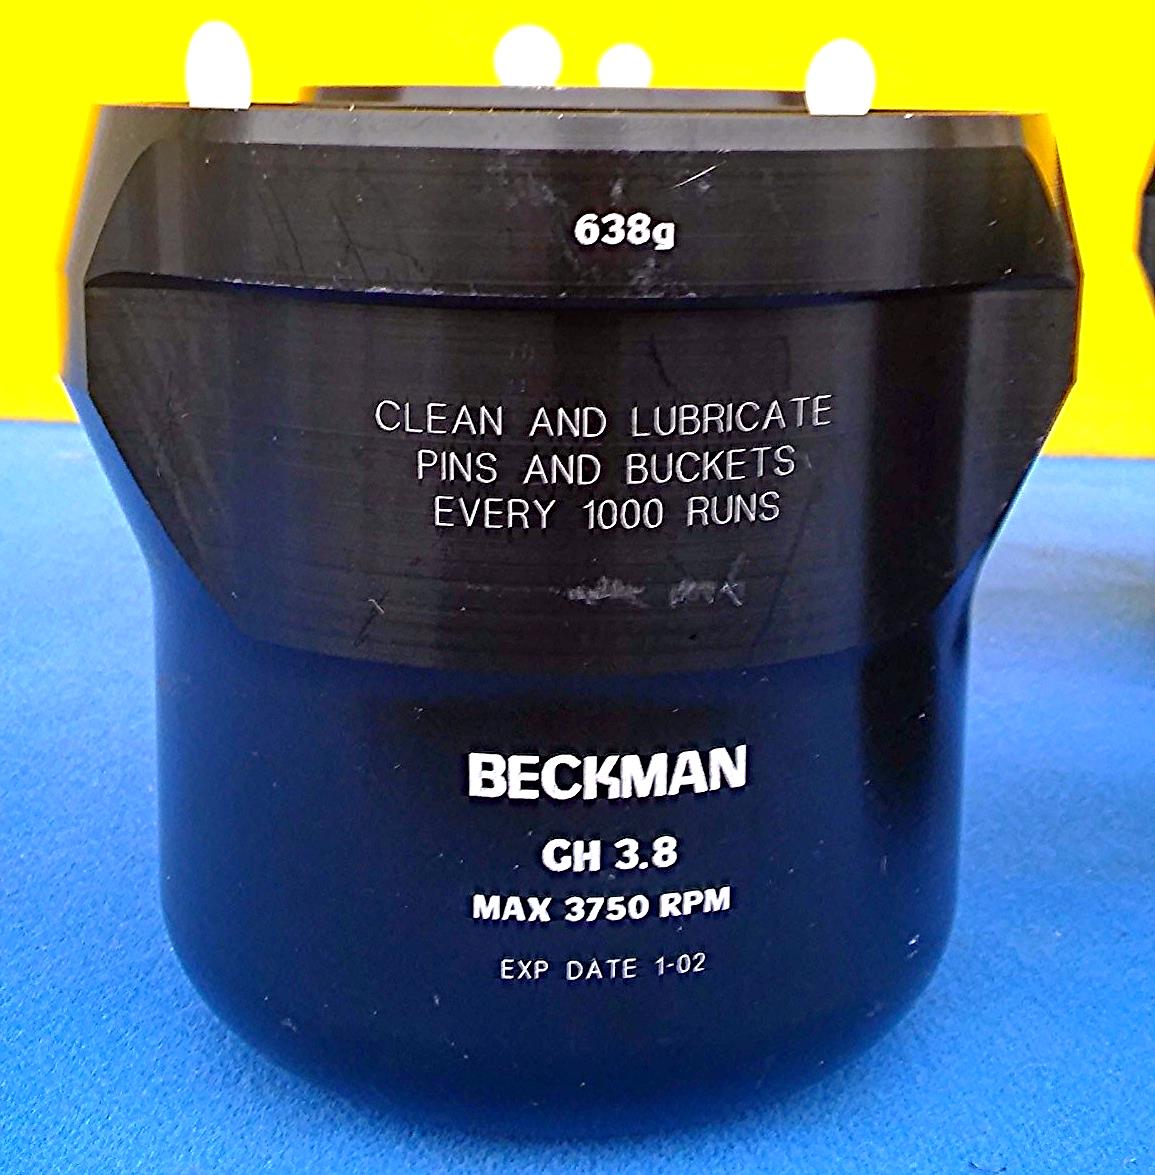 638g
CLEAN AND LUBRICATE
PINS AND BUCKETS
EVERY 1000 RUNS
BECKMAN
GH 3.8
MAX 3750 RPM
EXP DATE 1-02